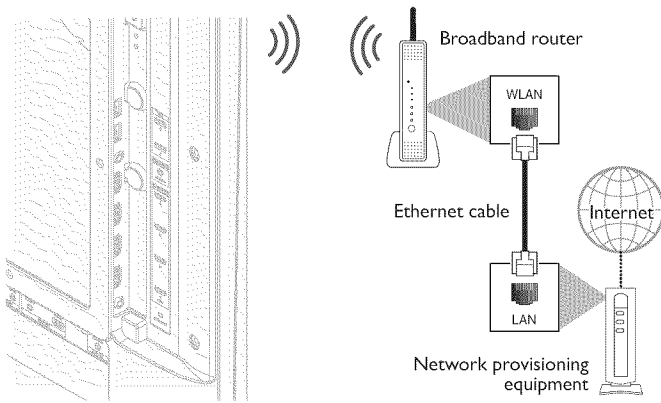 Broadband router
WLAN
Ethernet cable
Internet
LAN
Network provisioning
equipment